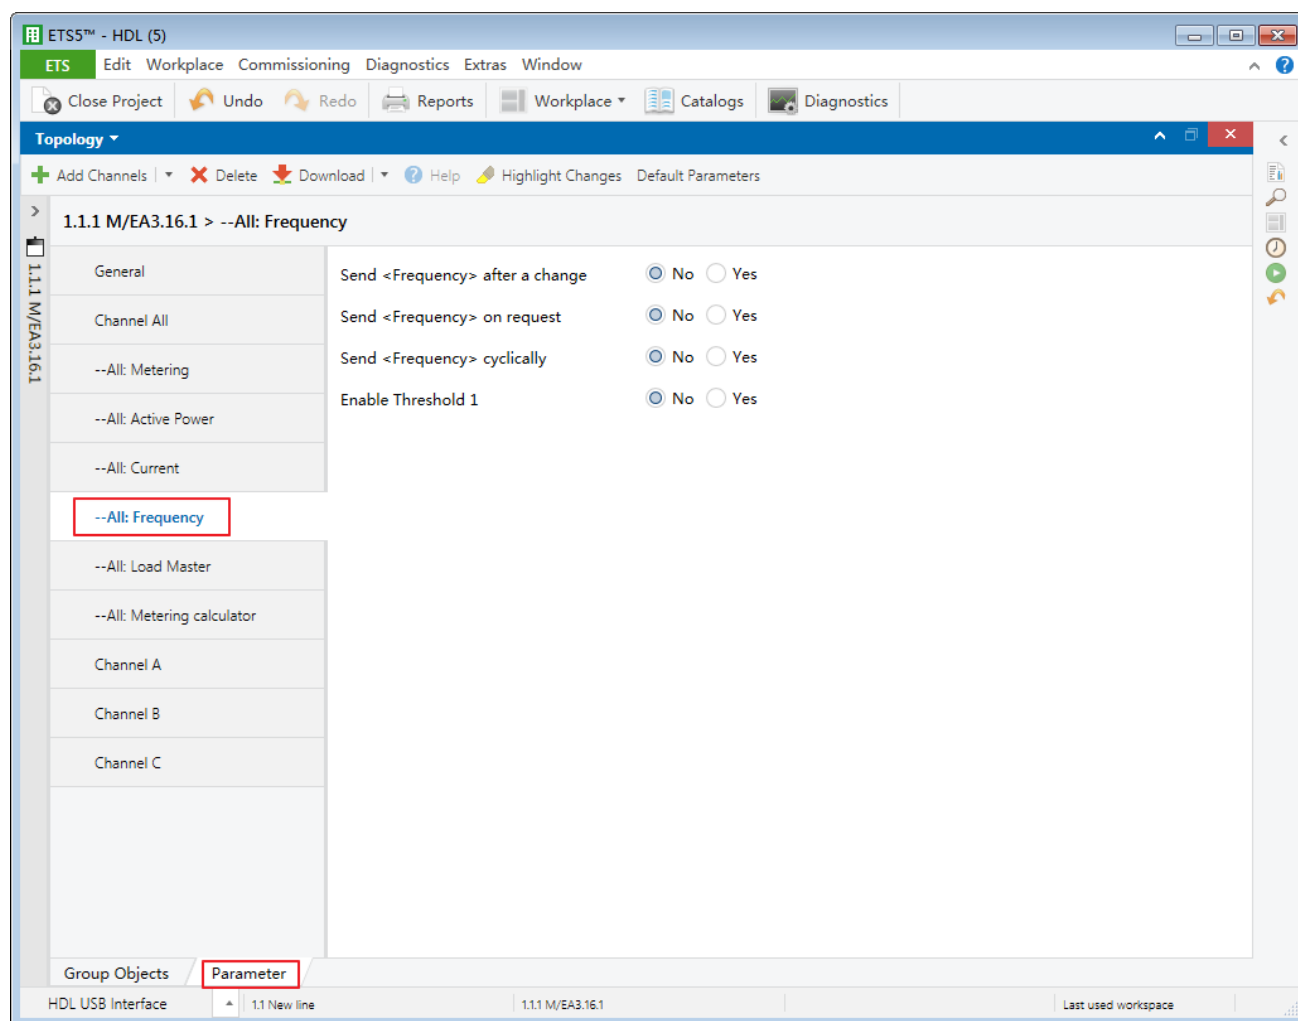 ETS5™ - HDL (5)
ETS Edit Workplace Commissioning Diagnostics Extras Window
Close Project Undo Redo Reports Workplace Catalogs Diagnostics
Topology
Add Channels Delete Download Help Highlight Changes Default Parameters
1.1.1 M/EA3.16.1 > --All: Frequency
1.1.1 M/EA3.16.1
General
Channel All
--All: Metering
--All: Active Power
--All: Current
--All: Frequency
--All: Load Master
--All: Metering calculator
Channel A
Channel B
Channel C
Send <Frequency> after a change No Yes
Send <Frequency> on request No Yes
Send <Frequency> cyclically No Yes
Enable Threshold 1 No Yes
Group Objects Parameter
HDL USB Interface 1.1 New line 1.1.1 M/EA3.16.1 Last used workspace